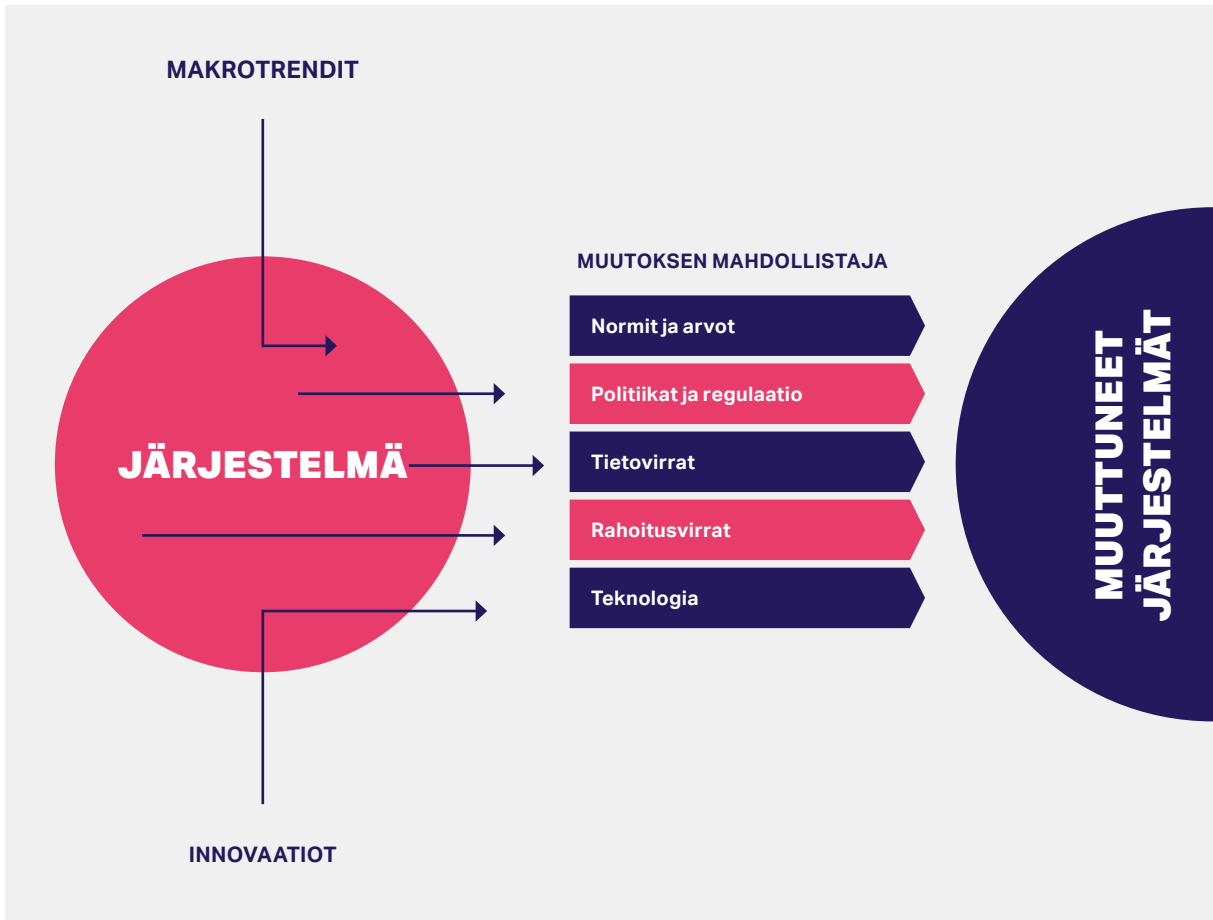 MAKROTRENDIT
MUUTOKSEN MAHDOLLISTAJA
Normit ja arvot
Politiikat ja regulaatio
JÄRJESTELMÄ
Tietovirrat
Rahoitusvirrat
Teknologia
MUUTTUNEET
JÄRJESTELMÄT
INNOVAATIOT